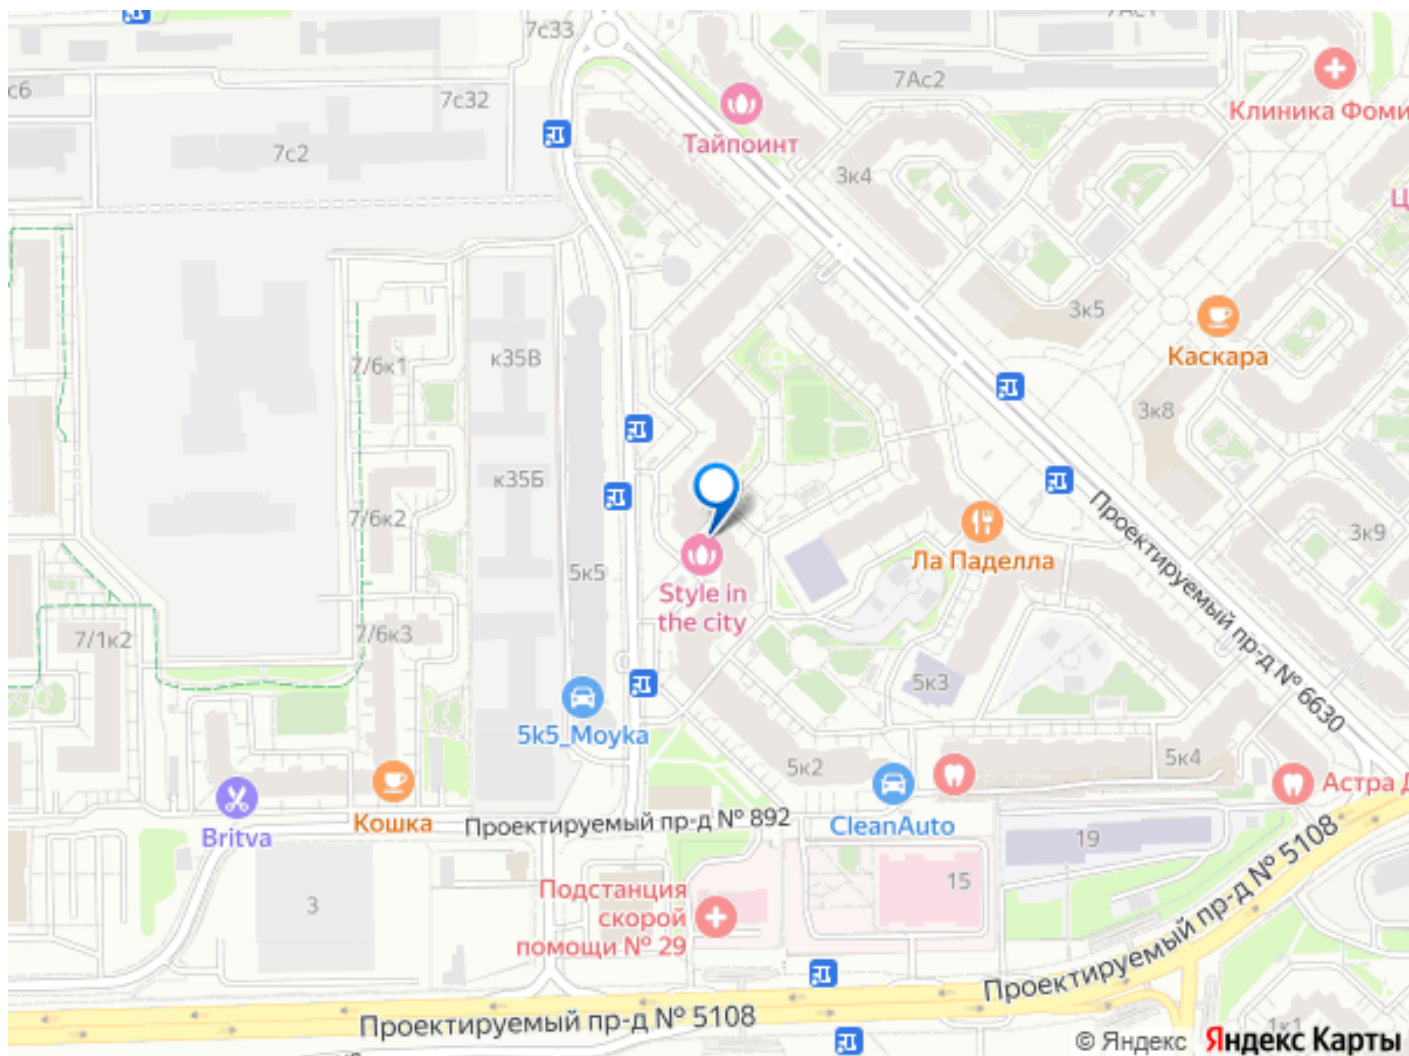 7с33
7Ас1
с6
7с32
7Ас2
Клиника Фоми
7с2
Тайпоинт
3к4
Ц
3к5
7/6к1
к35В
Каскара
3к8
к35Б
7/6к2
Проектируемый пр-д № 6630
3к9
5к5
Ла Паделла
Style in
the city
7/1к2
7/6к3
5к3
5k5_Moyka
5к2
5к4
Астра Д
Britva
Кошка
Проектируемый пр-д № 892
CleanAuto
19
3
15
Подстанция
скорой
помощи № 29
Проектируемый пр-д № 5108
Проектируемый пр-д № 5108
1к1
© Яндекс Яндекс Карты